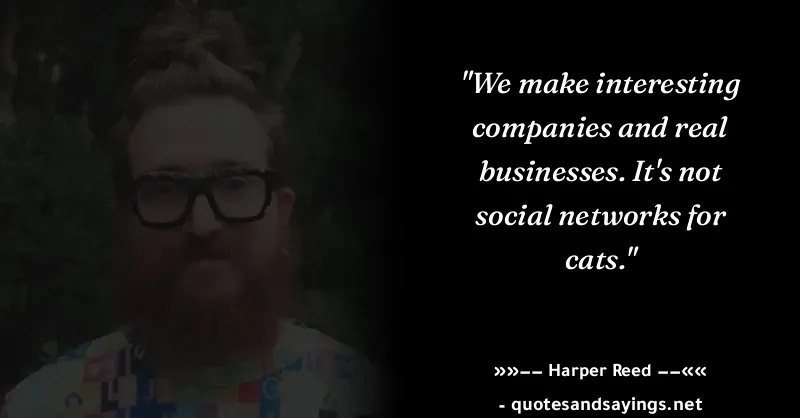 "We make interesting
companies and real
businesses. It's not
social networks for
cats."
»»−− Harper Reed −−««
- quotesandsayings.net